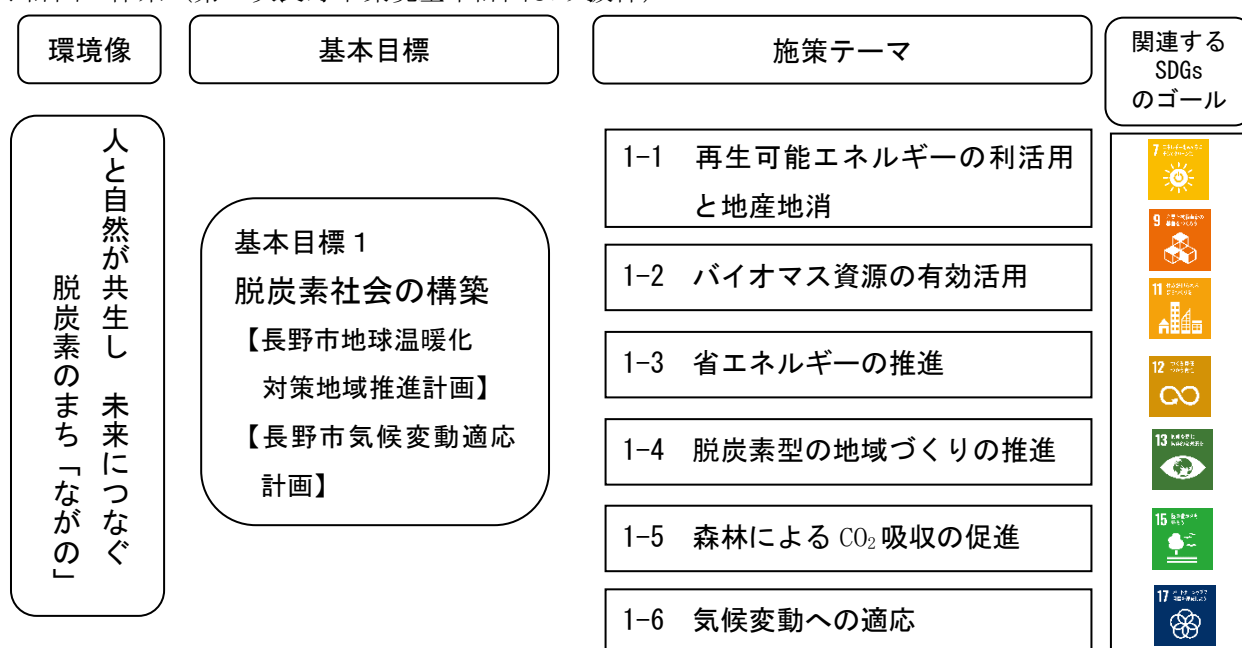 環境像
基本目標
施策テーマ
関連する
SDGs
のゴール
人と自然が共生し 未来につなぐ
脱炭素のまち「ながの」
基本目標1
脱炭素社会の構築
【長野市地球温暖化
対策地域推進計画】
【長野市気候変動適応
計画】
1-1 再生可能エネルギーの利活用
と地産地消
1-2 バイオマス資源の有効活用
1-3 省エネルギーの推進
1-4 脱炭素型の地域づくりの推進
1-5 森林によるCO₂吸収の促進
1-6 気候変動への適応
7
9
11
12
13
15
17